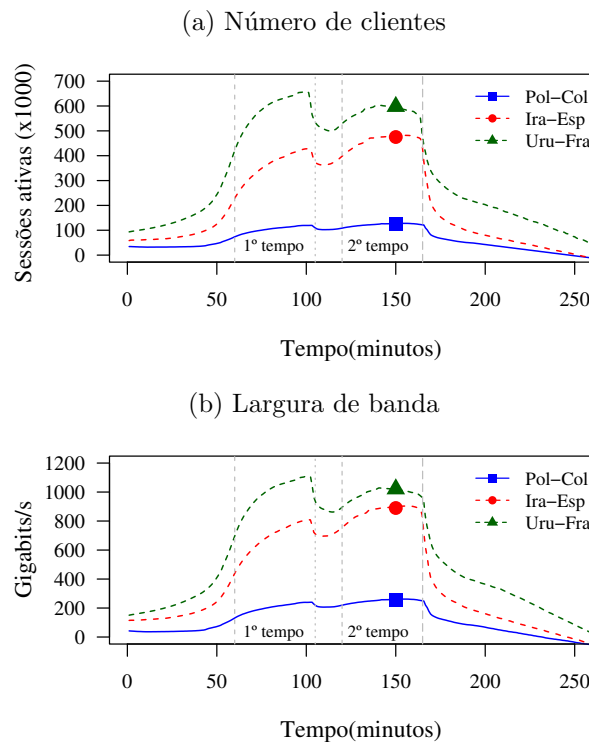 (a) Número de clientes
Sessões ativas (x1000)
700
600
500
400
300
200
100
0
Pol−Col
Ira−Esp
Uru−Fra
1º tempo
2º tempo
0 50 100 150 200 250
Tempo(minutos)
(b) Largura de banda
Gigabits/s
1200
1000
800
600
400
200
0
Pol−Col
Ira−Esp
Uru−Fra
1º tempo
2º tempo
0 50 100 150 200 250
Tempo(minutos)